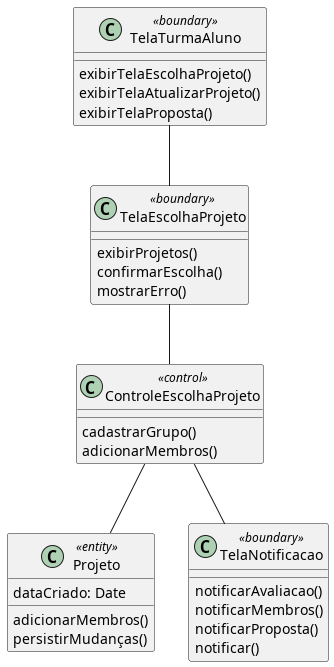 C «boundary»
TelaTurmaAluno
exibirTelaEscolhaProjeto()
exibirTelaAtualizarProjeto()
exibirTelaProposta()
C «boundary»
TelaEscolhaProjeto
exibirProjetos()
confirmarEscolha()
mostrarErro()
C «control»
ControleEscolhaProjeto
cadastrarGrupo()
adicionarMembros()
C «entity»
Projeto
dataCriado: Date
adicionarMembros()
persistirMudanças()
C «boundary»
TelaNotificacao
notificarAvaliacao()
notificarMembros()
notificarProposta()
notificar()